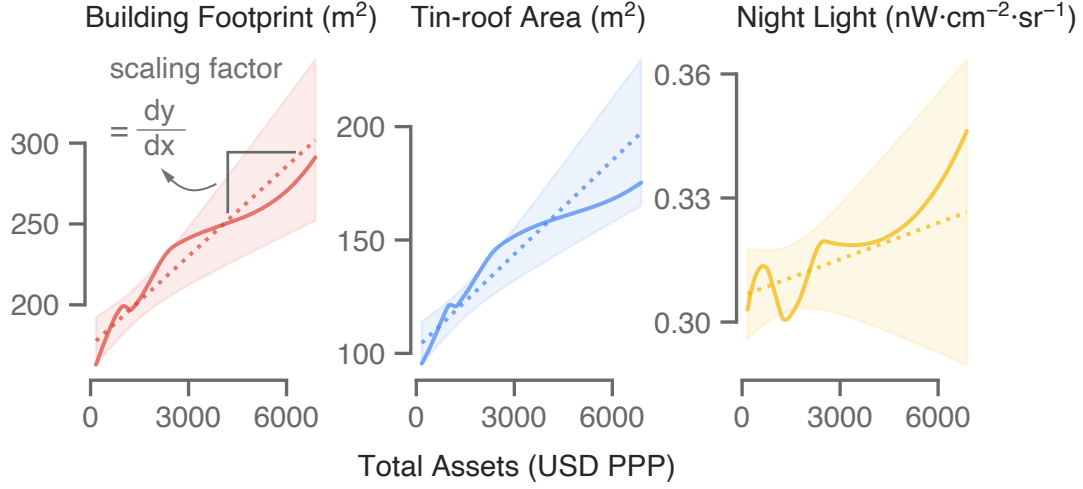 Building Footprint (m²)
Tin-roof Area (m²)
Night Light (nW·cm⁻²·sr⁻¹)
scaling factor
= dy
dx
300
250
200
0
3000
6000
200
150
100
0
3000
6000
0.36
0.33
0.30
0
3000
6000
Total Assets (USD PPP)